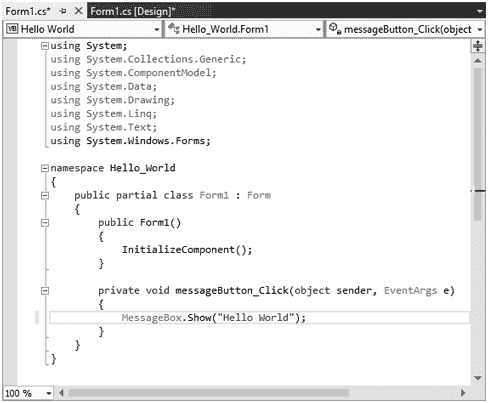 Form1.cs* Form1.cs [Design]*
VB Hello World Hello_World.Form1 messageButton_Click(object
using System;
using System.Collections.Generic;
using System.ComponentModel;
using System.Data;
using System.Drawing;
using System.Linq;
using System.Text;
using System.Windows.Forms;
namespace Hello_World
{
public partial class Form1 : Form
{
public Form1()
{
InitializeComponent();
}
private void messageButton_Click(object sender, EventArgs e)
{
MessageBox.Show("Hello World");
}
}
}
100 %